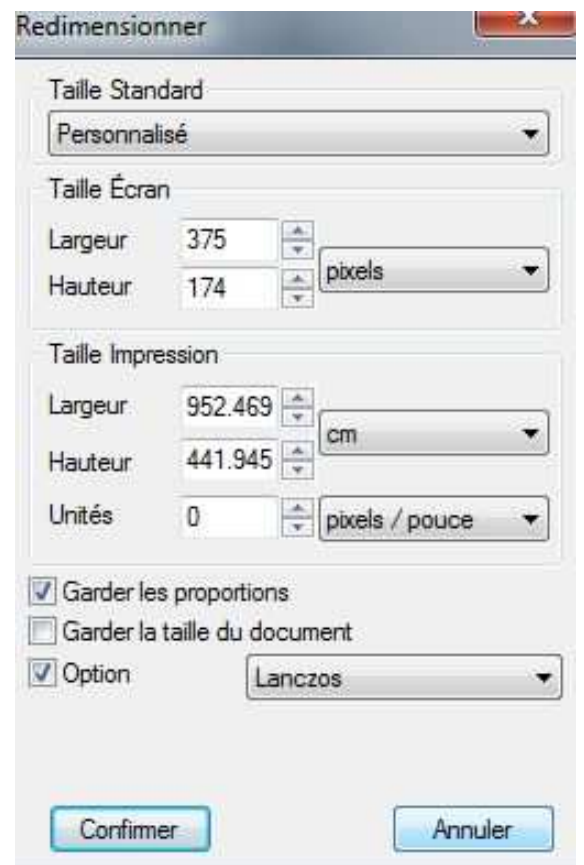 Redimensionner
Taille Standard
Personnalisé
Taille Écran
Largeur 375
pixels
Hauteur 174
Taille Impression
Largeur 952.469
cm
Hauteur 441.945
Unités 0 pixels / pouce
Garder les proportions
Garder la taille du document
Option Lanczos
Confirmer Annuler